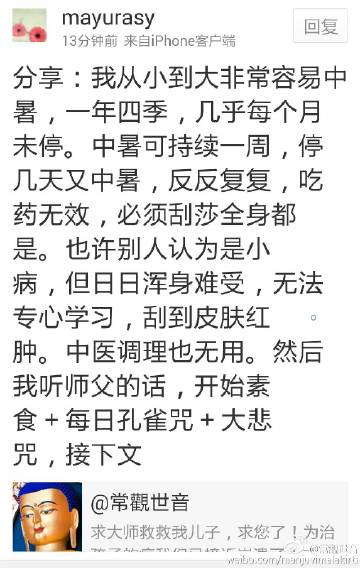 mayurasy
13分钟前 来自iPhone客户端
回复
分享：我从小到大非常容易中
暑，一年四季，几乎每个月
未停。中暑可持续一周，停
几天又中暑，反反复复，吃
药无效，必须刮莎全身都
是。也许别人认为是小
病，但日日浑身难受，无法
专心学习，刮到皮肤红
肿。中医调理也无用。然后
我听师父的话，开始素
食＋每日孔雀咒＋大悲
咒，接下文
@常觀世音
求大师救救我儿子，求您了！为治
weibo.com/manjuvimalakirti